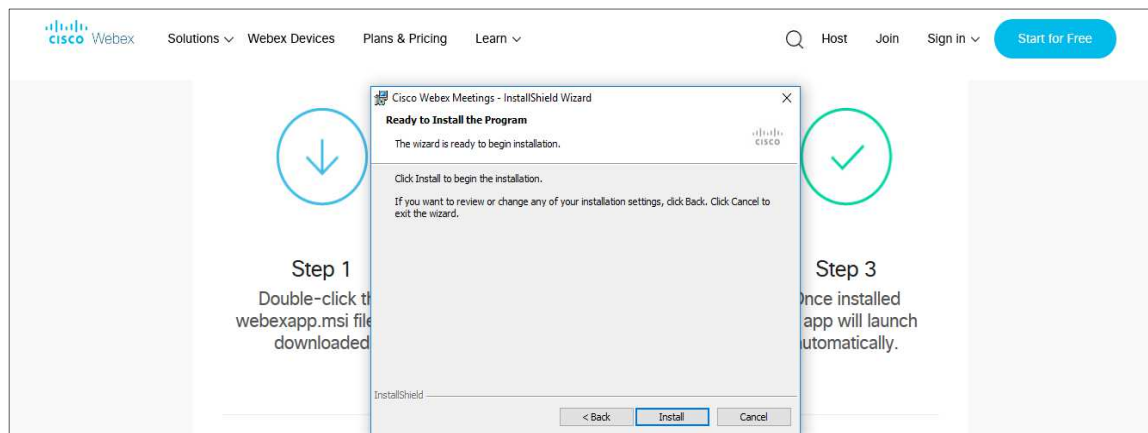 cisco Webex
Solutions Webex Devices Plans & Pricing Learn Host Join Sign in Start for Free
Cisco Webex Meetings - InstallShield Wizard
Ready to Install the Program
The wizard is ready to begin installation.
cisco
Click Install to begin the installation.
If you want to review or change any of your installation settings, click Back. Click Cancel to
exit the wizard.
Step 1
Double-click
webexapp.msi file
downloaded
Step 3
installed
app will launch
automatically.
InstallShield
< Back Install Cancel